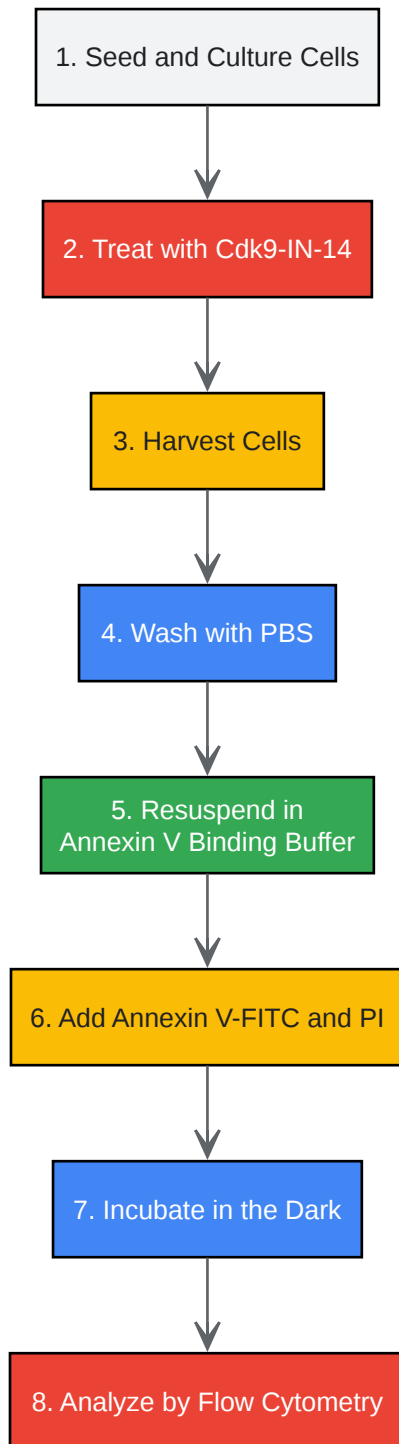 1. Seed and Culture Cells
2. Treat with Cdk9-IN-14
3. Harvest Cells
4. Wash with PBS
5. Resuspend in
Annexin V Binding Buffer
6. Add Annexin V-FITC and PI
7. Incubate in the Dark
8. Analyze by Flow Cytometry